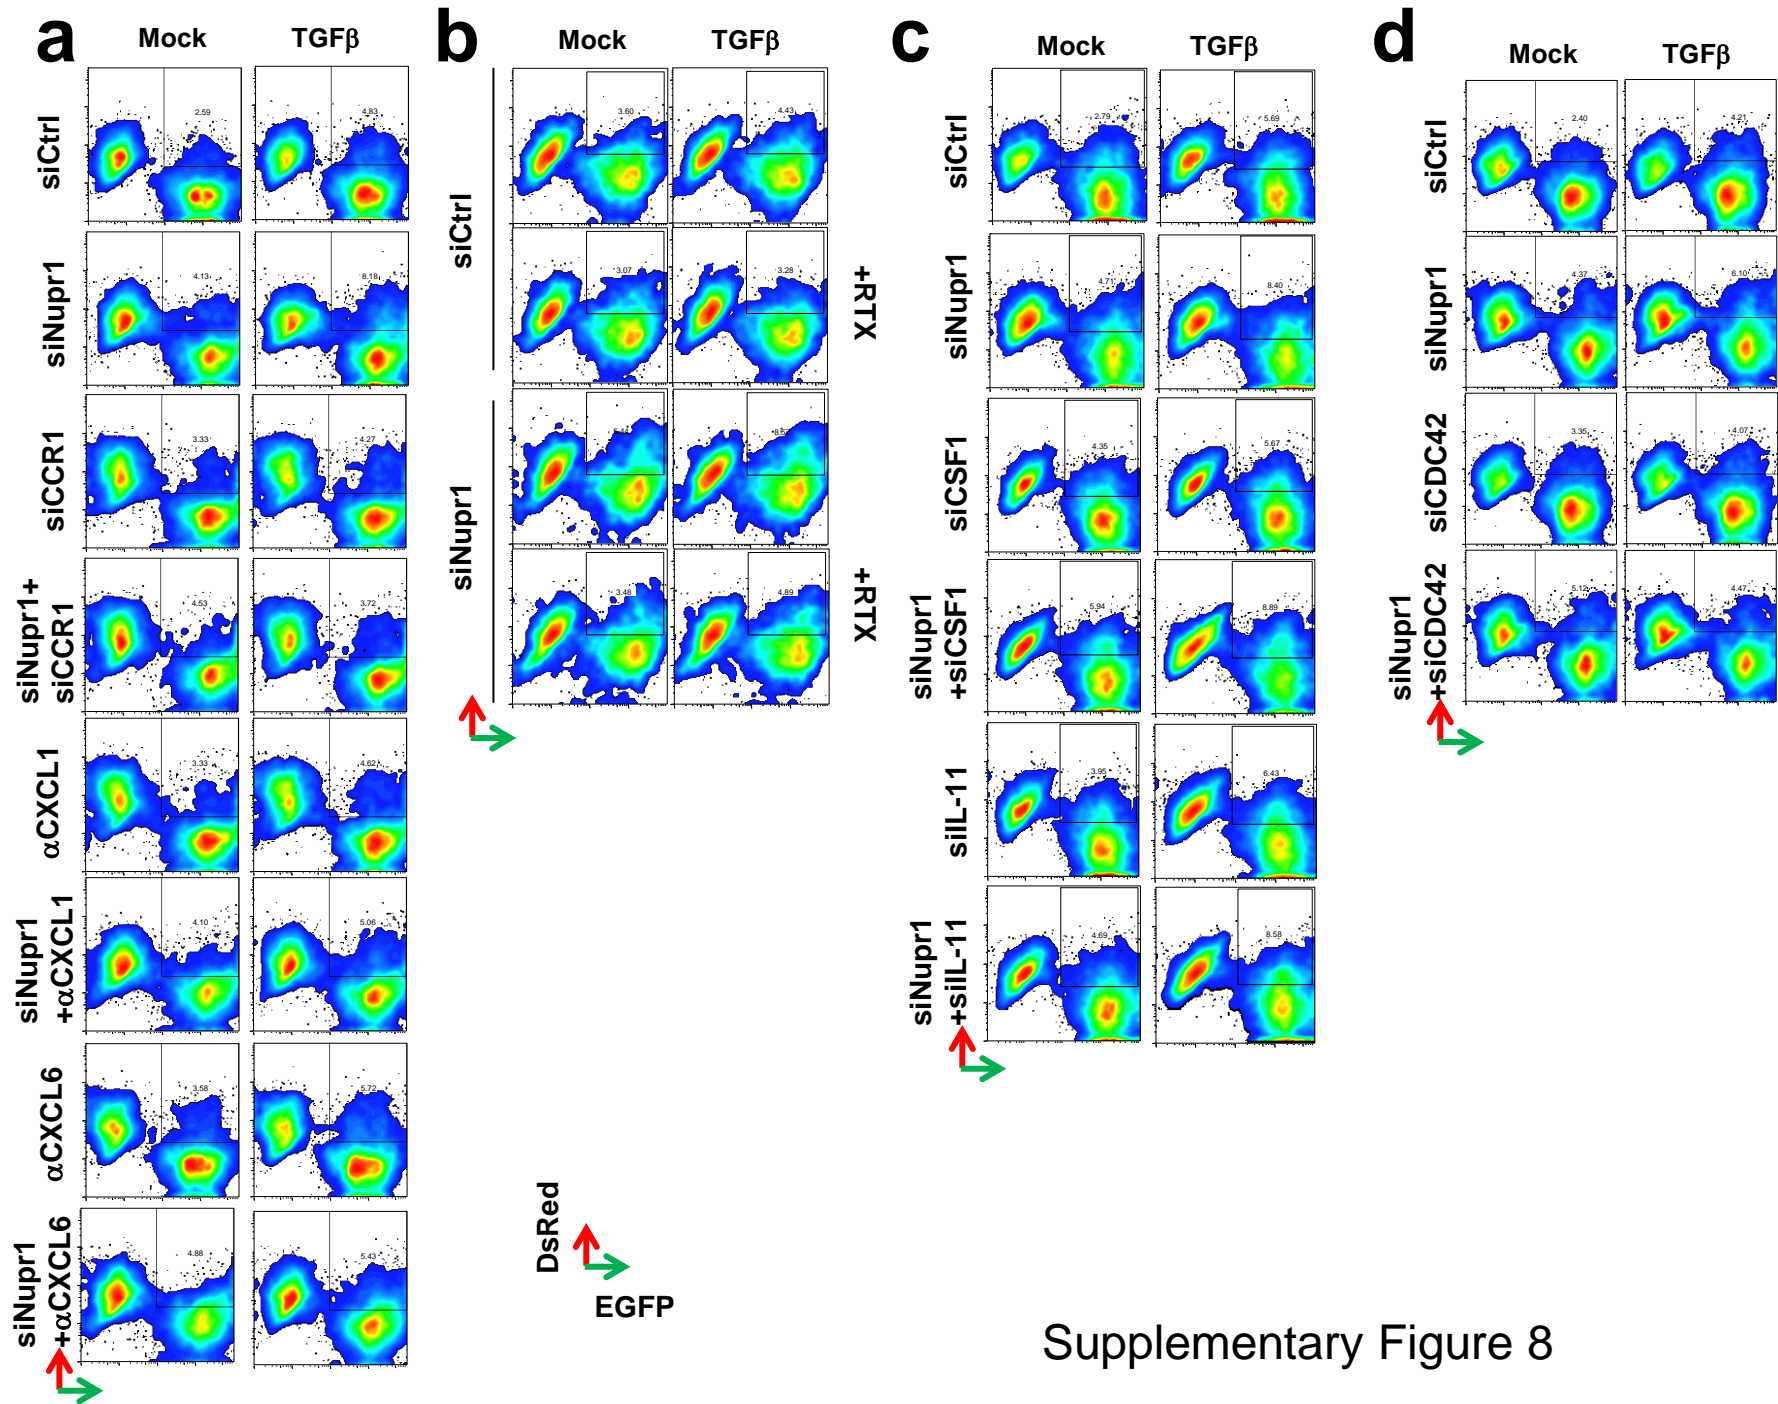 a
Mock
TGFβ
siCtrl
2.59
4.83
siNupr1
4.13
8.18
siCCR1
3.33
4.27
siNupr1+
siCCR1
4.53
3.72
αCXCL1
3.33
4.62
siNupr1
+αCXCL1
4.10
5.06
αCXCL6
3.58
5.72
siNupr1
+αCXCL6
4.88
5.43
b
Mock
TGFβ
siCtrl
3.60
4.43
3.07
3.28
+RTX
siNupr1
3.48
4.89
+RTX
DsRed
EGFP
c
Mock
TGFβ
siCtrl
2.79
5.69
siNupr1
4.71
8.40
siCSF1
4.35
5.67
siNupr1
+siCSF1
5.94
8.89
siIL-11
3.95
6.43
siNupr1
+siIL-11
4.69
8.58
d
Mock
TGFβ
siCtrl
2.40
4.21
siNupr1
4.37
6.10
siCDC42
3.35
4.07
siNupr1
+siCDC42
5.12
4.47
Supplementary Figure 8